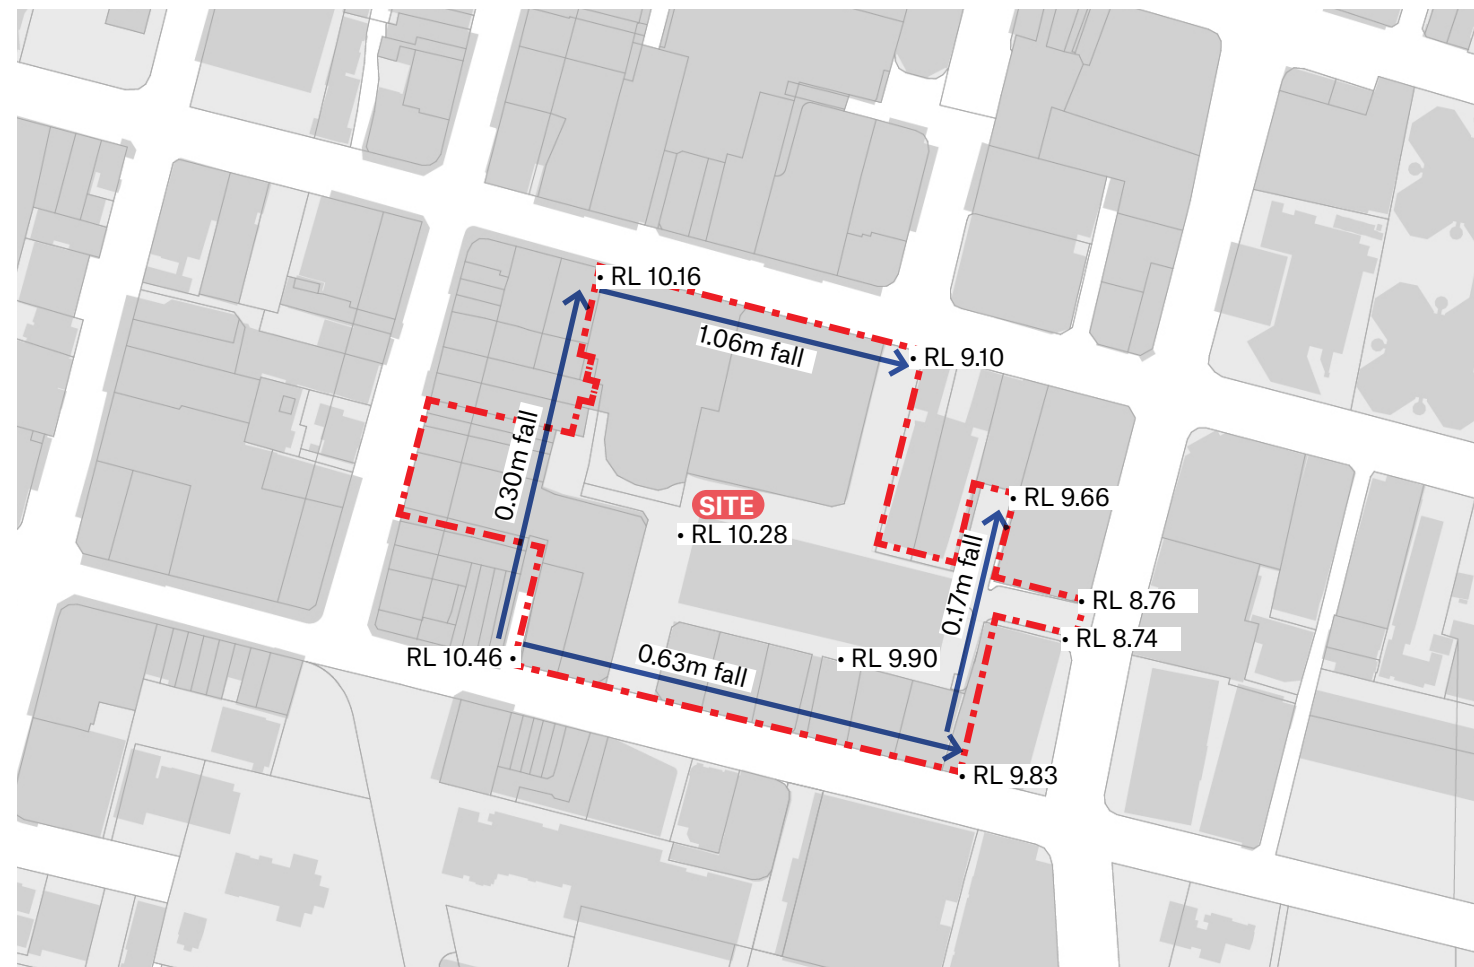 RL 10.16
1.06m fall
RL 9.10
0.30m fall
SITE
RL 10.28
RL 9.66
0.17m fall
RL 8.76
RL 8.74
RL 10.46
0.63m fall
RL 9.90
RL 9.83